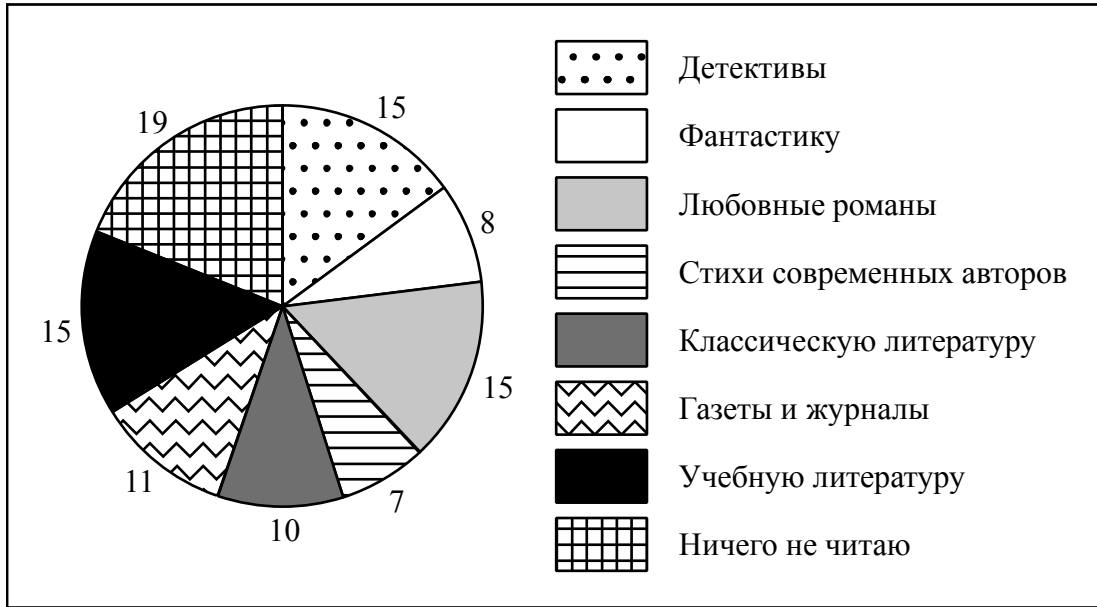 15
8
15
7
10
11
15
19
Детективы
Фантастику
Любовные романы
Стихи современных авторов
Классическую литературу
Газеты и журналы
Учебную литературу
Ничего не читаю